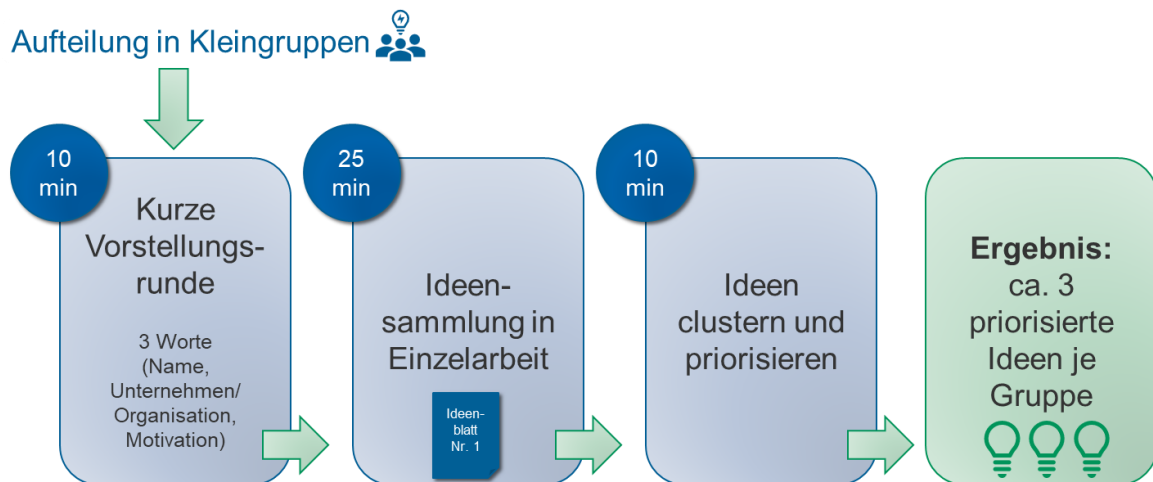 Aufteilung in Kleingruppen
10
min
Kurze
Vorstellungs-
runde
3 Worte
(Name,
Unternehmen/
Organisation,
Motivation)
25
min
Ideen-
sammlung in
Einzelarbeit
Ideen-
blatt
Nr. 1
10
min
Ideen
clustern und
priorisieren
Ergebnis:
ca. 3
priorisierte
Ideen je
Gruppe